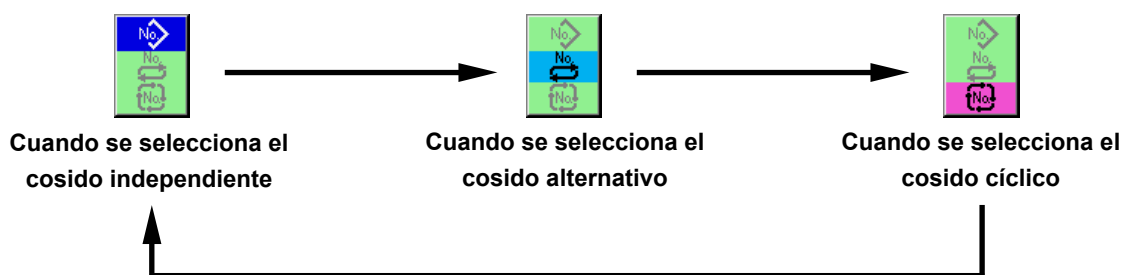 No.
No.
No.
No.
No.
No.
No.
No.
No.
Cuando se selecciona el
cosido independiente
Cuando se selecciona el
cosido alternativo
Cuando se selecciona el
cosido cíclico